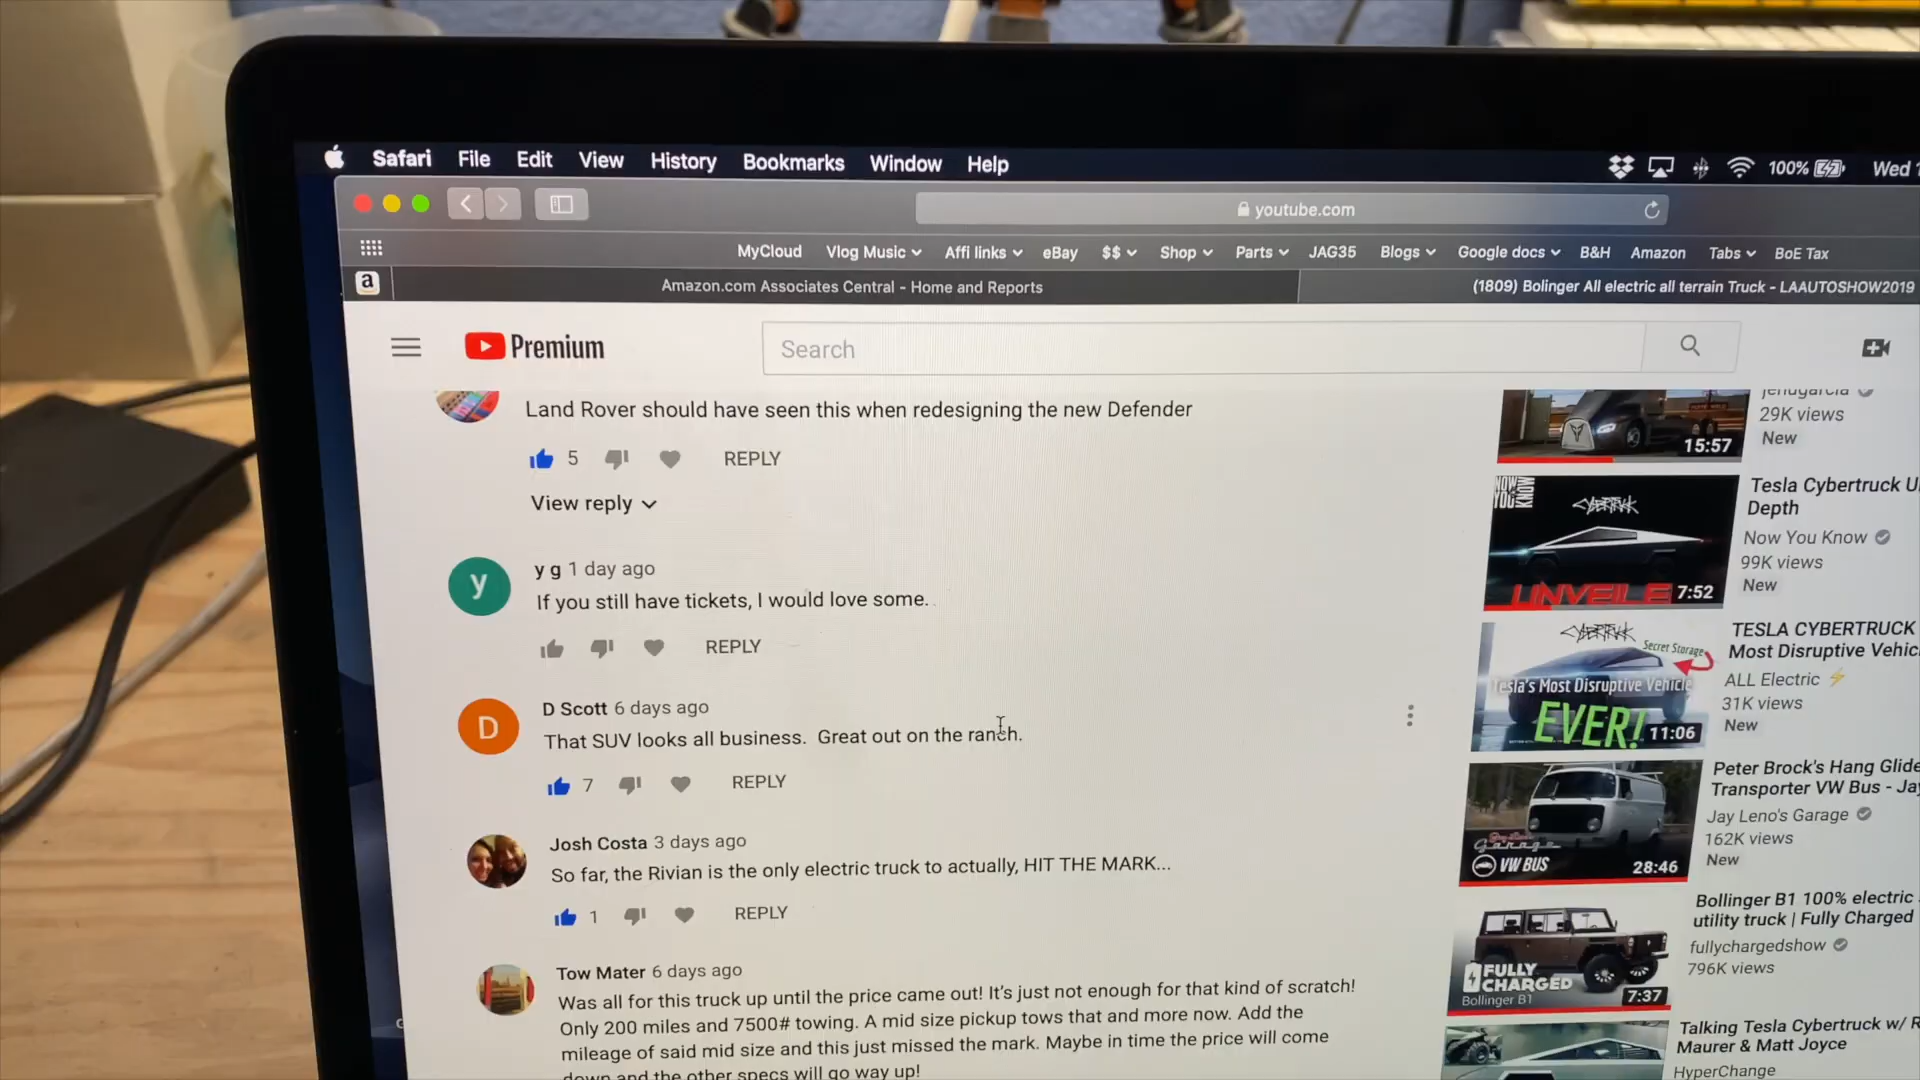 Safari File Edit View History Bookmarks Window Help 100% Wed
youtube.com
MyCloud Vlog Music Affi links eBay $$ Shop Parts JAG35 Blogs Google docs B&H Amazon Tabs BoE Tax
a Amazon.com Associates Central - Home and Reports (1809) Bolinger All electric all terrain Truck - LAAUTOSHOW2019
Premium Search
Land Rover should have seen this when redesigning the new Defender
5 REPLY
View reply
y y g 1 day ago
If you still have tickets, I would love some.
REPLY
D D Scott 6 days ago
That SUV looks all business. Great out on the ranch.
7 REPLY
Josh Costa 3 days ago
So far, the Rivian is the only electric truck to actually, HIT THE MARK...
1 REPLY
Tow Mater 6 days ago
Was all for this truck up until the price came out! It's just not enough for that kind of scratch!
Only 200 miles and 7500# towing. A mid size pickup tows that and more now. Add the
mileage of said mid size and this just missed the mark. Maybe in time the price will come
down and the other specs will go way up!
29K views
New
15:57
Tesla Cybertruck U
Depth
Now You Know
99K views
New
NOW YOU KNOW
CYBERTRUCK
UNVEILE
7:52
TESLA CYBERTRUCK
Most Disruptive Vehic
ALL Electric
31K views
New
CYBERTRUCK
Secret Storage
Tesla's Most Disruptive Vehicle
EVER!
11:06
Peter Brock's Hang Glide
Transporter VW Bus - Jay
Jay Leno's Garage
162K views
New
Garage
VW BUS
28:46
Bollinger B1 100% electric
utility truck | Fully Charged
fullychargedshow
796K views
FULLY
CHARGED
Bollinger B1
7:37
Talking Tesla Cybertruck w/ R
Maurer & Matt Joyce
HyperChange